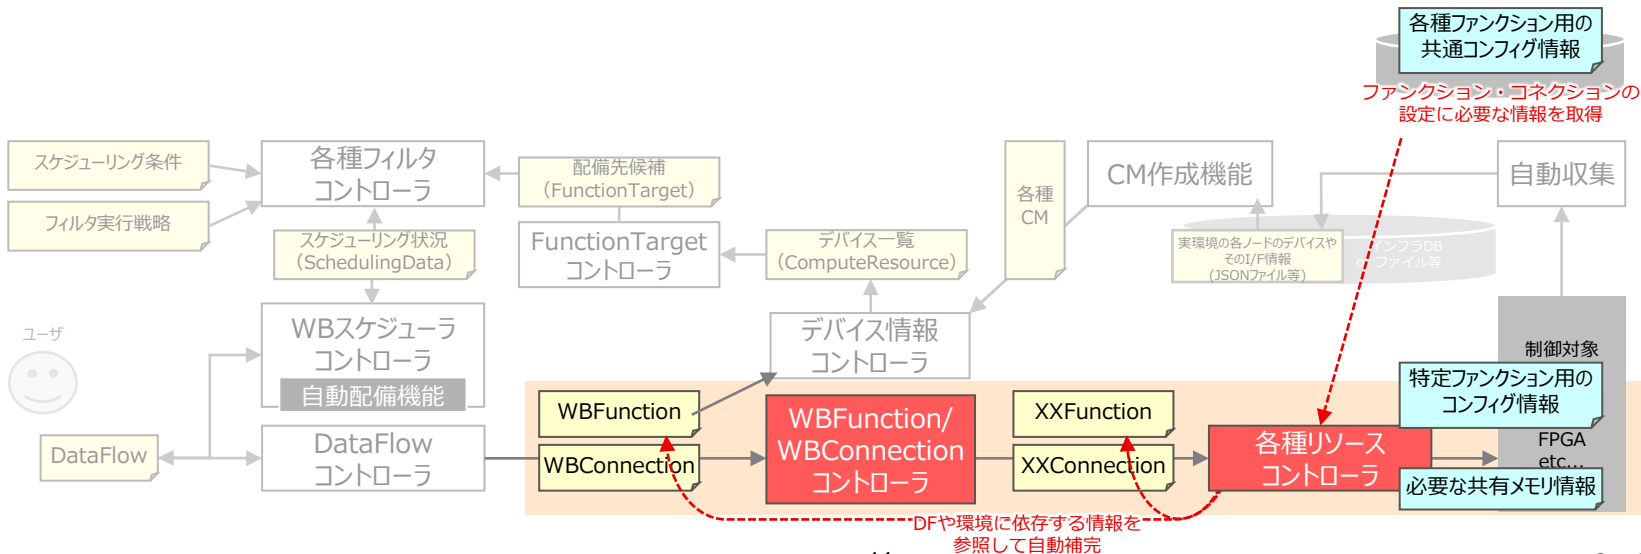 各種ファンクション用の
共通コンフィグ情報
ファンクション・コネクションの
設定に必要な情報を取得
スケジューリング条件
フィルタ実行戦略
各種フィルタ
コントローラ
配備先候補
（FunctionTarget）
スケジューリング状況
（SchedulingData）
FunctionTarget
コントローラ
デバイス一覧
（ComputeResource）
各種
CM
CM作成機能
自動収集
実環境の各ノードのデバイスや
そのI/F情報
（JSONファイル等）
インフラDB
ファイル等
ユーザ
WBスケジューラ
コントローラ
自動配備機能
デバイス情報
コントローラ
制御対象
特定ファンクション用の
コンフィグ情報
FPGA
etc...
必要な共有メモリ情報
DataFlow
DataFlow
コントローラ
WBFunction
WBConnection
WBFunction/
WBConnection
コントローラ
XXFunction
XXConnection
各種リソース
コントローラ
DFや環境に依存する情報を
参照して自動補完